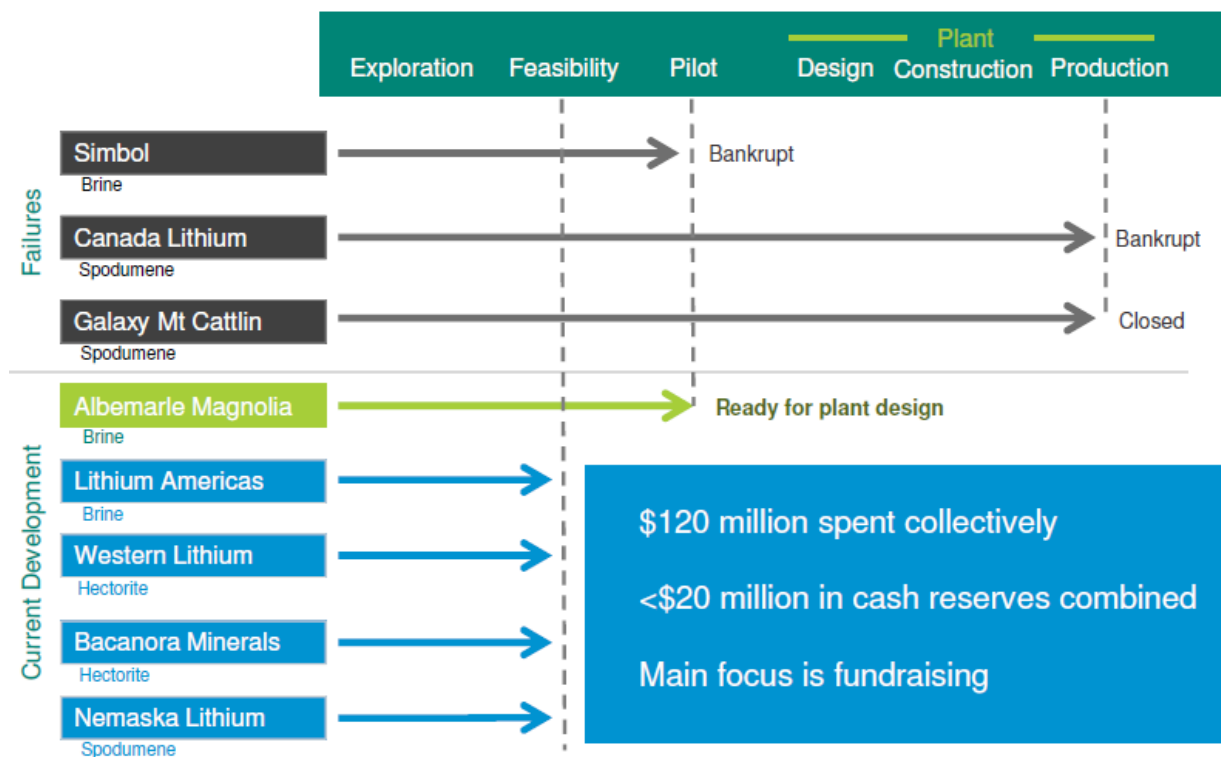 Plant
Exploration Feasibility Pilot Design Construction Production
Failures
Simbol
Brine
Bankrupt
Canada Lithium
Spodumene
Bankrupt
Galaxy Mt Cattlin
Spodumene
Closed
Current Development
Albemarle Magnolia
Brine
Ready for plant design
Lithium Americas
Brine
Western Lithium
Hectorite
Bacanora Minerals
Hectorite
Nemaska Lithium
Spodumene
$120 million spent collectively
<$20 million in cash reserves combined
Main focus is fundraising